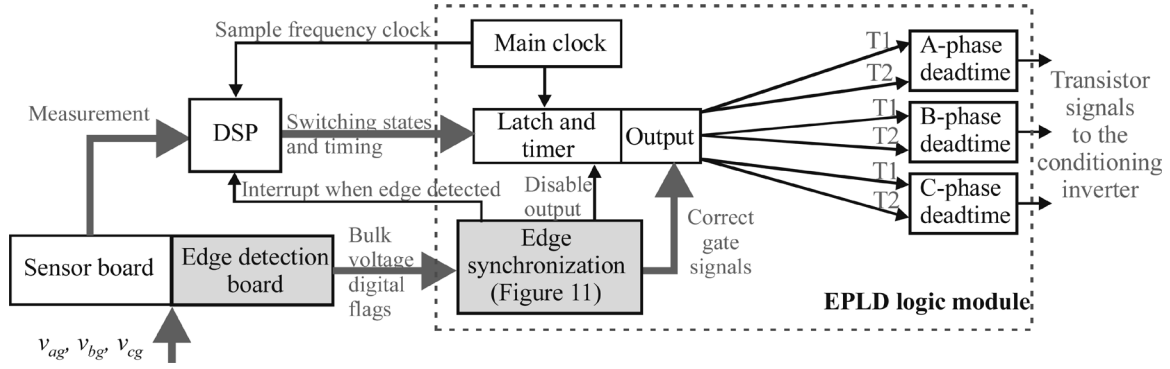 Sample frequency clock
Main clock
Measurement
DSP
Switching states
and timing
Latch and
timer
Output
T1
T2
T1
T2
T1
T2
A-phase
deadtime
B-phase
deadtime
C-phase
deadtime
Transistor
signals
to the
conditioning
inverter
Interrupt when edge detected
Disable
output
Correct
gate
signals
Sensor board
Edge detection
board
Bulk
voltage
digital
flags
Edge
synchronization
(Figure 11)
EPLD logic module
vag, vbg, vcg